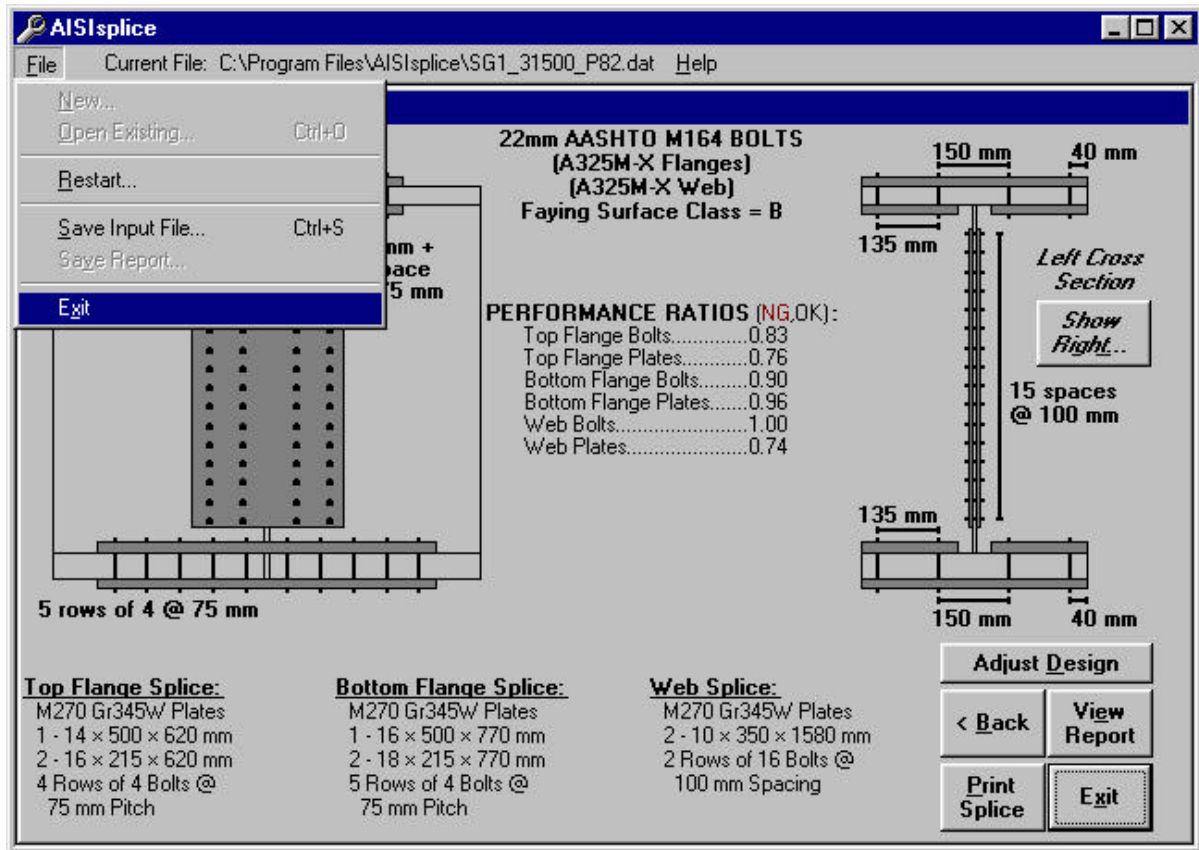 AISIsplice
File Current File: C:\Program Files\AISIsplice\SG1_31500_P82.dat Help
New...
Open Existing... Ctrl+O
Restart...
Save Input File... Ctrl+S
Save Report...
Exit
nm +
pace
75 mm
22mm AASHTO M164 BOLTS
(A325M-X Flanges)
(A325M-X Web)
Faying Surface Class = B
PERFORMANCE RATIOS (NG,OK):
Top Flange Bolts.............0.83
Top Flange Plates............0.76
Bottom Flange Bolts.........0.90
Bottom Flange Plates.......0.96
Web Bolts......................1.00
Web Plates.......................0.74
150 mm 40 mm
135 mm
Left Cross
Section
Show
Right...
15 spaces
@ 100 mm
135 mm
150 mm 40 mm
5 rows of 4 @ 75 mm
Top Flange Splice:
M270 Gr345W Plates
1 - 14 × 500 × 620 mm
2 - 16 × 215 × 620 mm
4 Rows of 4 Bolts @
75 mm Pitch
Bottom Flange Splice:
M270 Gr345W Plates
1 - 16 × 500 × 770 mm
2 - 18 × 215 × 770 mm
5 Rows of 4 Bolts @
75 mm Pitch
Web Splice:
M270 Gr345W Plates
2 - 10 × 350 × 1580 mm
2 Rows of 16 Bolts @
100 mm Spacing
Adjust Design
< Back
View
Report
Print
Splice
Exit